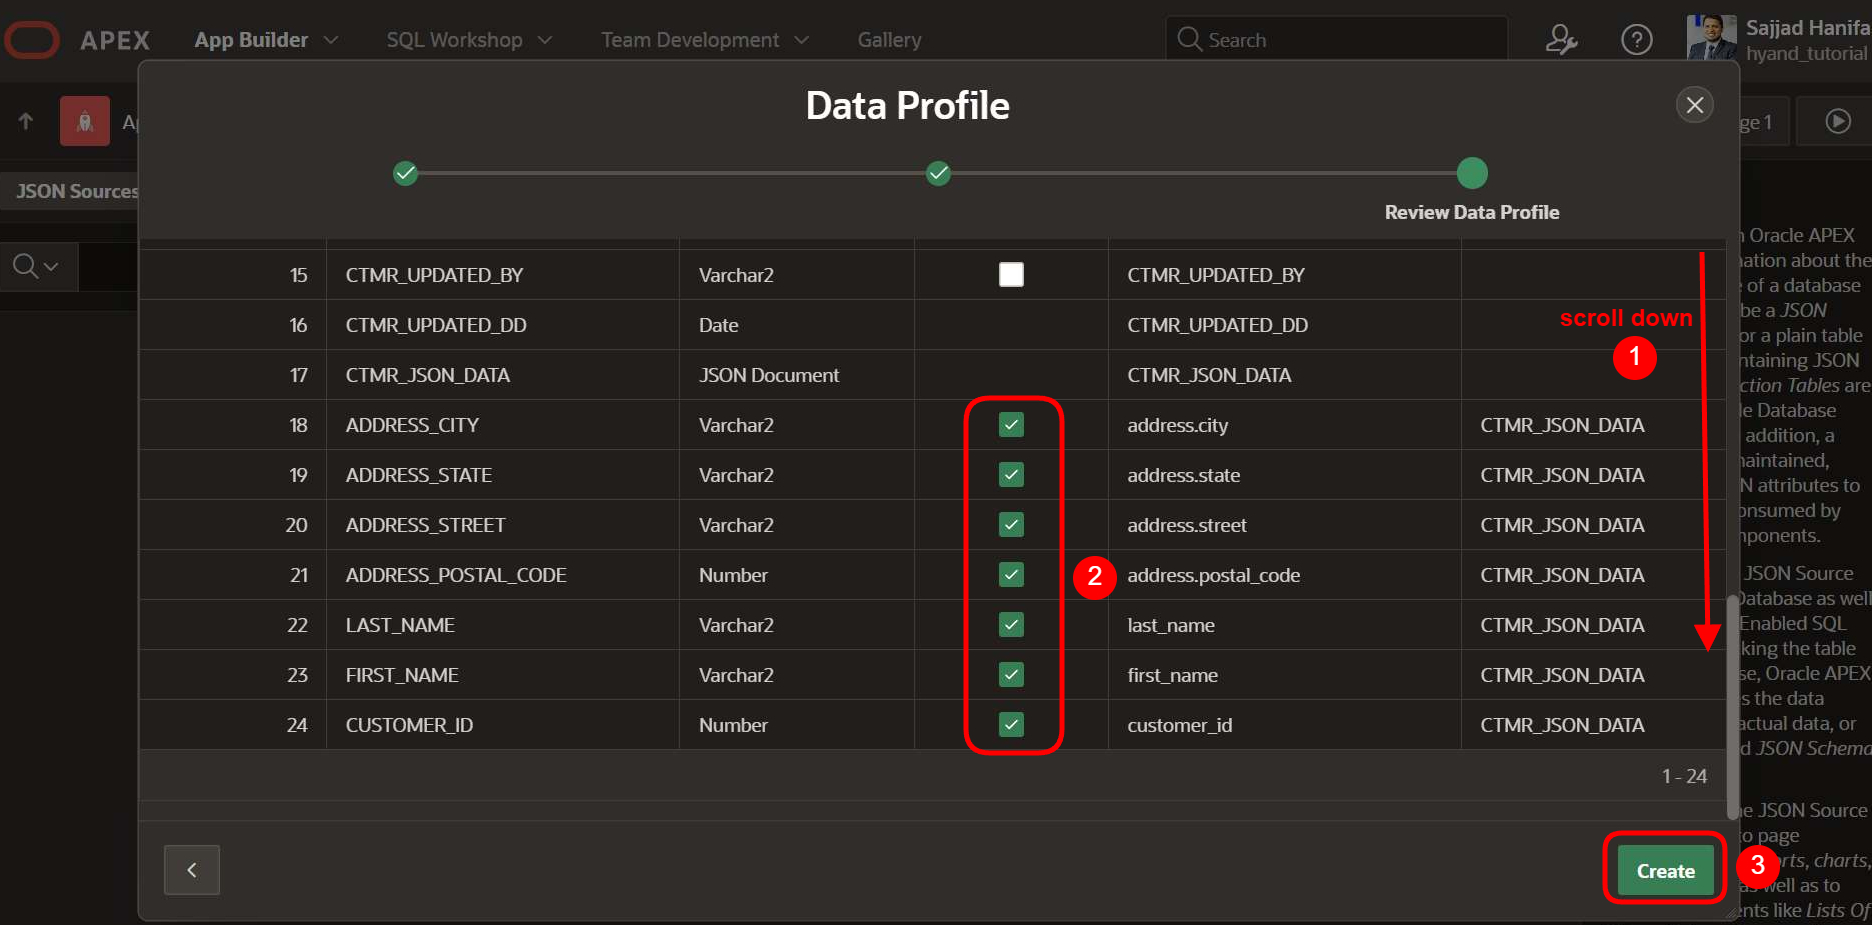 APEX App Builder SQL Workshop Team Development Gallery Search Sajjad Hanifa
hyand_tutorial
Data Profile
ge 1
JSON Sources
Review Data Profile
15 CTMR_UPDATED_BY Varchar2 CTMR_UPDATED_BY
16 CTMR_UPDATED_DD Date CTMR_UPDATED_DD
17 CTMR_JSON_DATA JSON Document CTMR_JSON_DATA
18 ADDRESS_CITY Varchar2 address.city CTMR_JSON_DATA
19 ADDRESS_STATE Varchar2 address.state CTMR_JSON_DATA
20 ADDRESS_STREET Varchar2 address.street CTMR_JSON_DATA
21 ADDRESS_POSTAL_CODE Number address.postal_code CTMR_JSON_DATA
22 LAST_NAME Varchar2 last_name CTMR_JSON_DATA
23 FIRST_NAME Varchar2 first_name CTMR_JSON_DATA
24 CUSTOMER_ID Number customer_id CTMR_JSON_DATA
1 - 24
scroll down
1
2
Create
3
Oracle APEX
ation about the
of a database
be a JSON
or a plain table
ntaining JSON
ction Tables are
le Database
addition, a
maintained,
N attributes to
onsumed by
ponents.
JSON Source
Database as well
Enabled SQL
king the table
se, Oracle APEX
s the data
actual data, or
d JSON Schema
e JSON Source
to page
rts, charts,
as well as to
nts like Lists Of